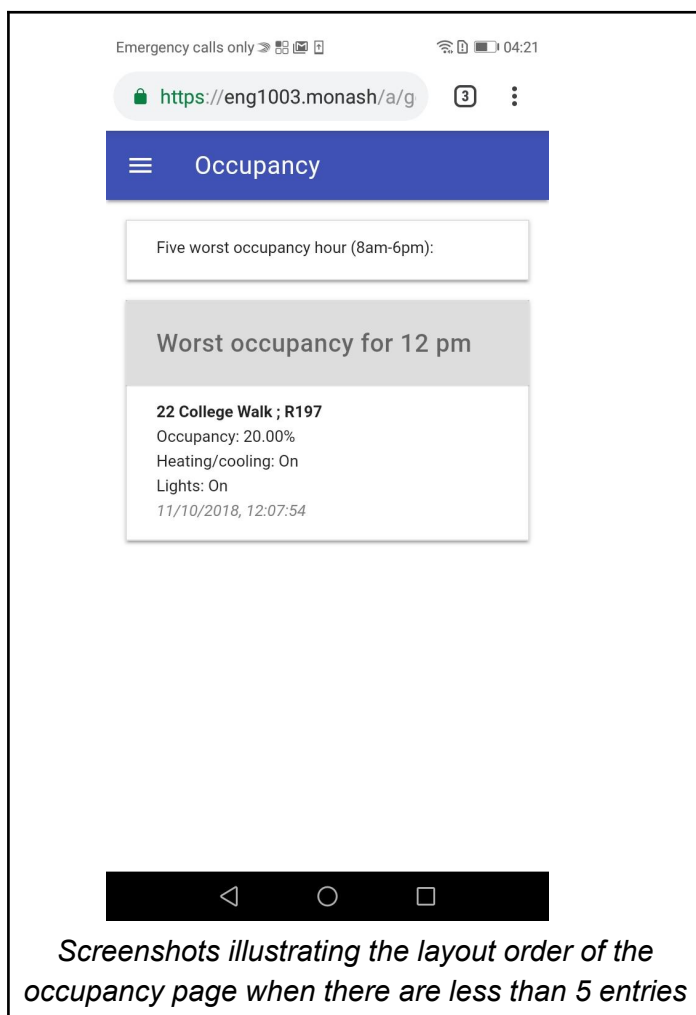 Emergency calls only 04:21
https://eng1003.monash/a/g 3
Occupancy
Five worst occupancy hour (8am-6pm):
Worst occupancy for 12 pm
22 College Walk ; R197
Occupancy: 20.00%
Heating/cooling: On
Lights: On
11/10/2018, 12:07:54
Screenshots illustrating the layout order of the
occupancy page when there are less than 5 entries